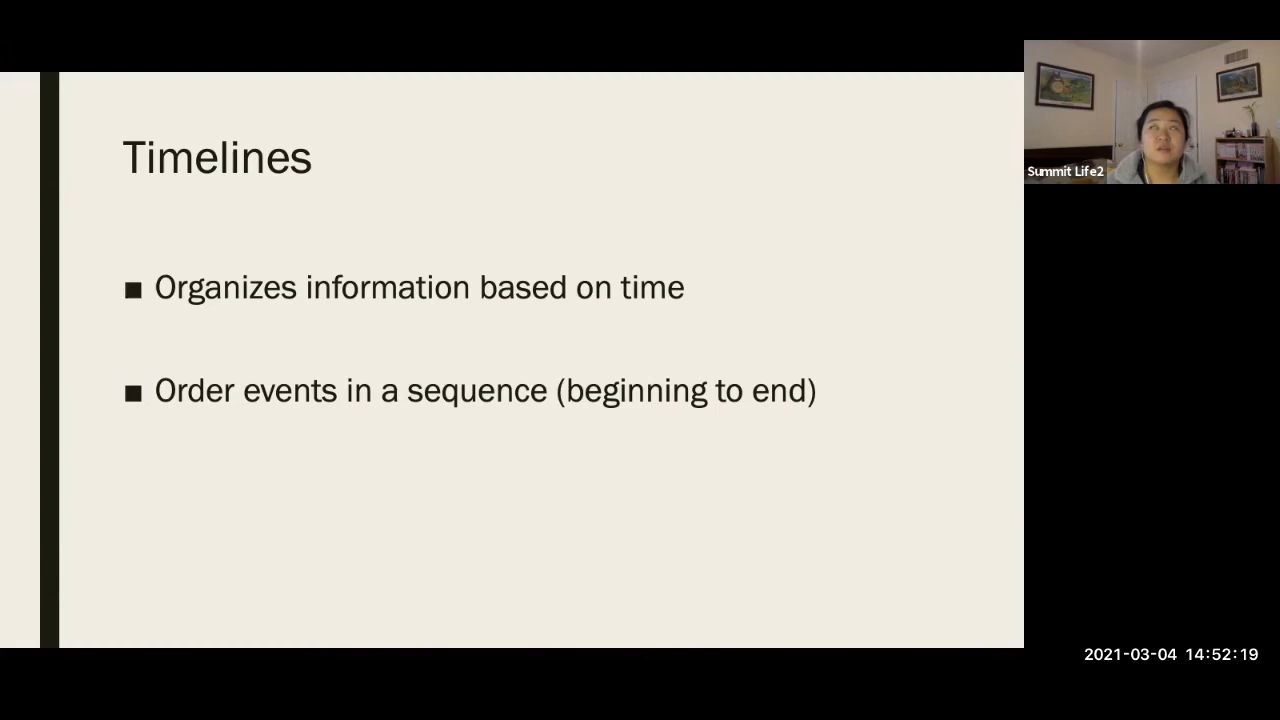 Timelines
■ Organizes information based on time
■ Order events in a sequence (beginning to end)
Summit Life2
2021-03-04 14:52:19